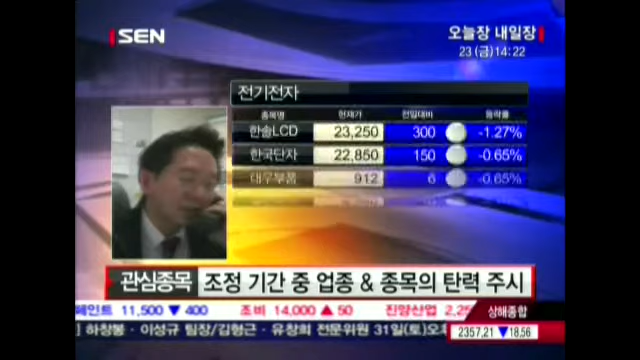 SEN
오늘장 내일장
23 (금) 14:22
전기전자
종목명 현재가 전일대비 등락률
한솔LCD 23,250 300 -1.27%
한국단자 22,850 150 -0.65%
대우부품 912 6 -0.65%
관심종목 조정 기간 중 업종 & 종목의 탄력 주시
페인트 11,500 ▼ 400 조비 14,000 ▲ 50 진양산업 2,25
상해종합
] 하창봉 · 이성규 팀장/김형근 · 유창희 전문위원 31일(토)오후
2357,21 ▼18,56